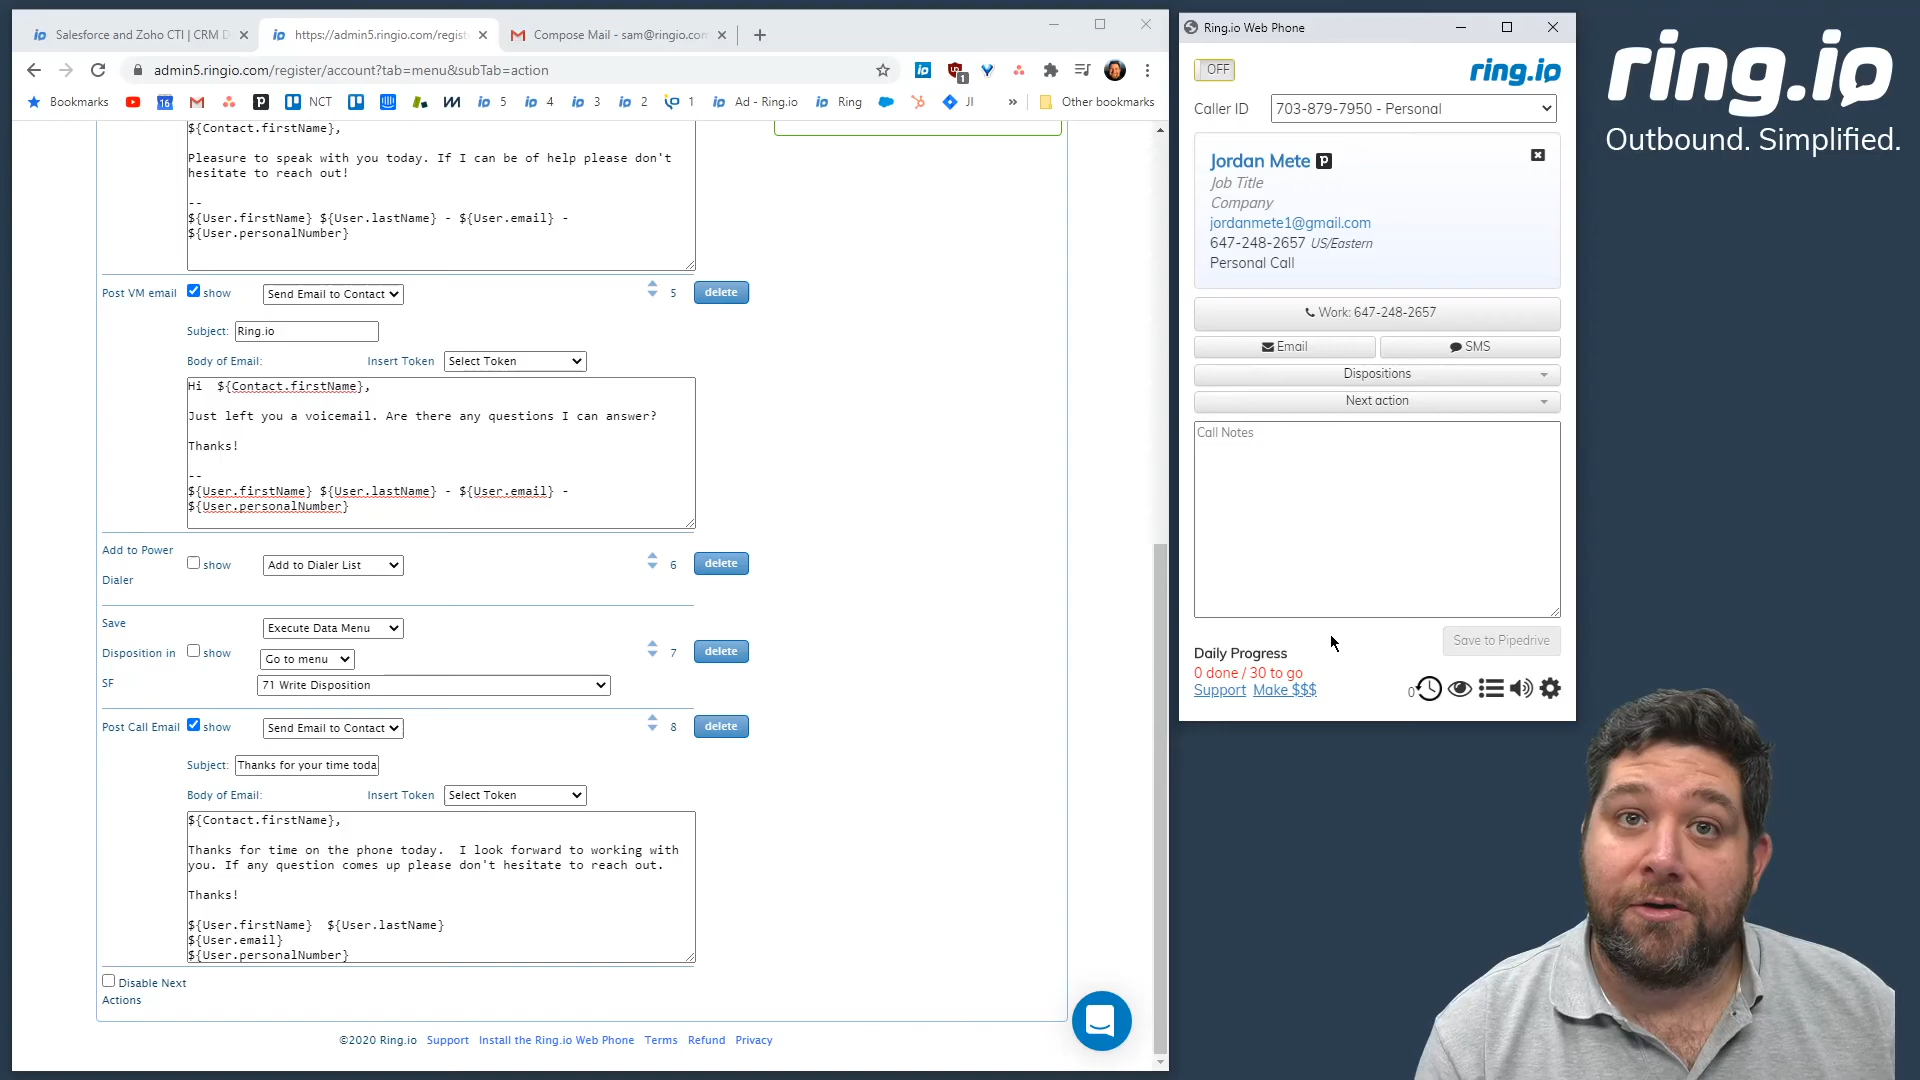 Salesforce and Zoho CTI | CRM D
https://admin5.ringio.com/regist
Compose Mail - sam@ringio.com
admin5.ringio.com/register/account?tab=menu&subTab=action
Bookmarks
16
NCT
5
4
3
2
1
Ad - Ring.io
Ring
JI
»
Other bookmarks
${Contact.firstName},
Pleasure to speak with you today. If I can be of help please don't
hesitate to reach out!
--
${User.firstName} ${User.lastName} - ${User.email} -
${User.personalNumber}
Post VM email
show
Send Email to Contact
5
delete
Subject:
Ring.io
Body of Email:
Insert Token
Select Token
Hi  ${Contact.firstName},
Just left you a voicemail. Are there any questions I can answer?
Thanks!
--
${User.firstName} ${User.lastName} - ${User.email} -
${User.personalNumber}
Add to Power
Dialer
show
Add to Dialer List
6
delete
Save
Disposition in
SF
show
Execute Data Menu
Go to menu
71 Write Disposition
7
delete
Post Call Email
show
Send Email to Contact
8
delete
Subject:
Thanks for your time toda
Body of Email:
Insert Token
Select Token
${Contact.firstName},
Thanks for time on the phone today.  I look forward to working with
you. If any question comes up please don't hesitate to reach out.
Thanks!
${User.firstName}  ${User.lastName}
${User.email}
${User.personalNumber}
Disable Next
Actions
©2020 Ring.io
Support
Install the Ring.io Web Phone
Terms
Refund
Privacy
Ring.io Web Phone
OFF
ring.io
Caller ID
703-879-7950 - Personal
Jordan Mete
Job Title
Company
jordanmete1@gmail.com
647-248-2657 US/Eastern
Personal Call
Work: 647-248-2657
Email
SMS
Dispositions
Next action
Call Notes
Save to Pipedrive
Daily Progress
0 done / 30 to go
Support
Make $$$
0
ring.io
Outbound. Simplified.